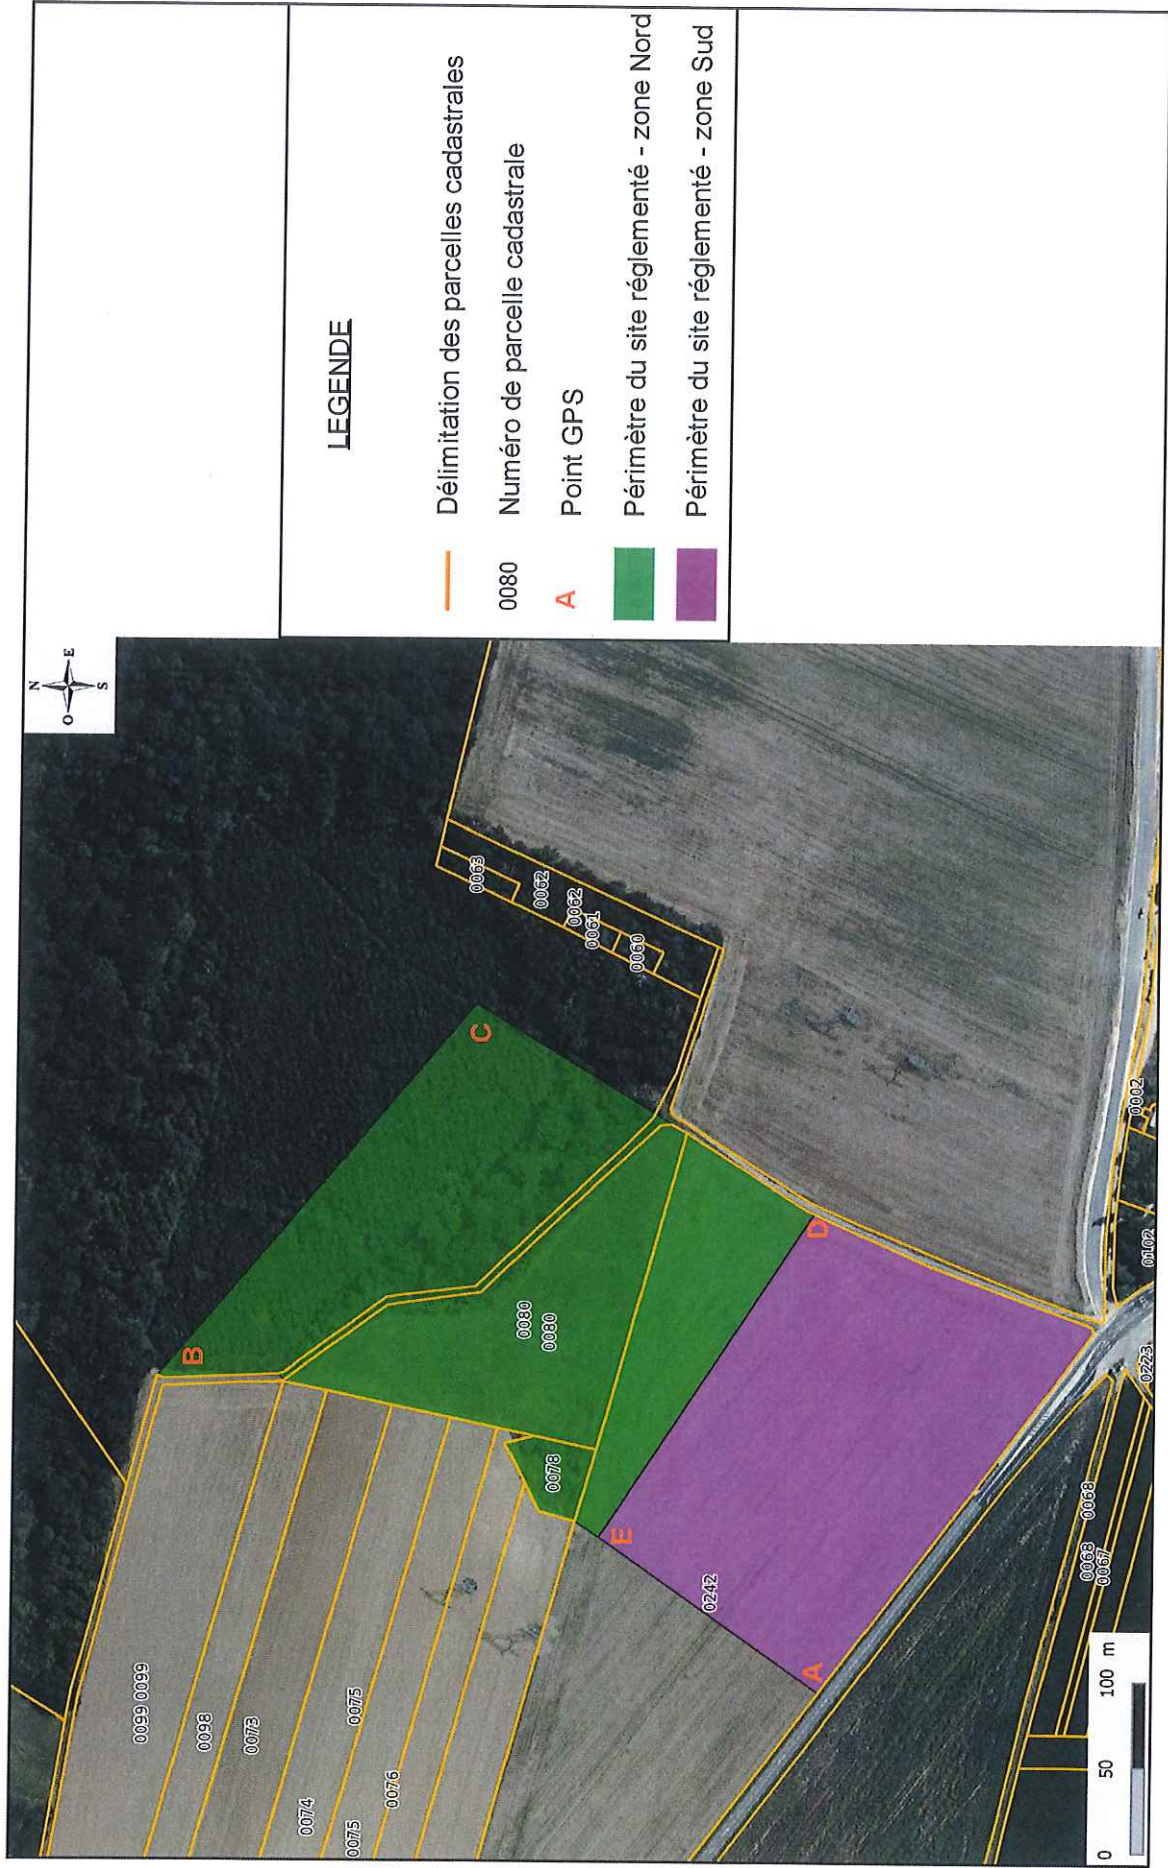 N
O E
S
LEGENDE
Délimitation des parcelles cadastrales
0080 Numéro de parcelle cadastrale
A Point GPS
Périmètre du site réglementé - zone Nord
Périmètre du site réglementé - zone Sud
B
C
D
E
A
0099 0099
0098
0073
0074
0075
0075
0076
0078
0080
0080
0242
0063
0062
0062
0061
0060
0002
0102
0223
0068
0068
0067
0 50 100 m